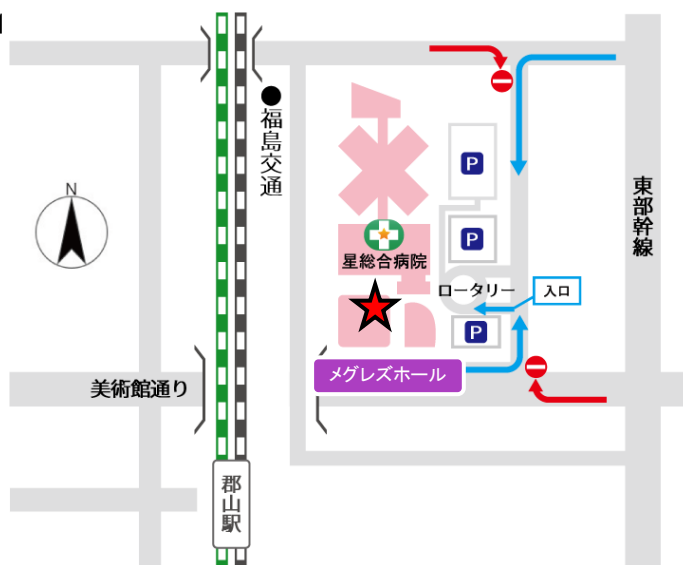 福島交通
N
P
東部幹線
P
星総合病院
ロータリー
入口
P
メグレズホール
美術館通り
郡山駅